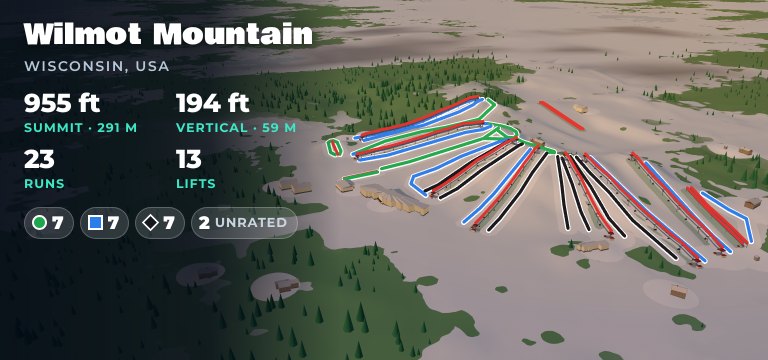 Wilmot Mountain
WISCONSIN, USA
955 ft 194 ft
SUMMIT · 291 M VERTICAL · 59 M
23 13
RUNS LIFTS
7 7 7 2 UNRATED